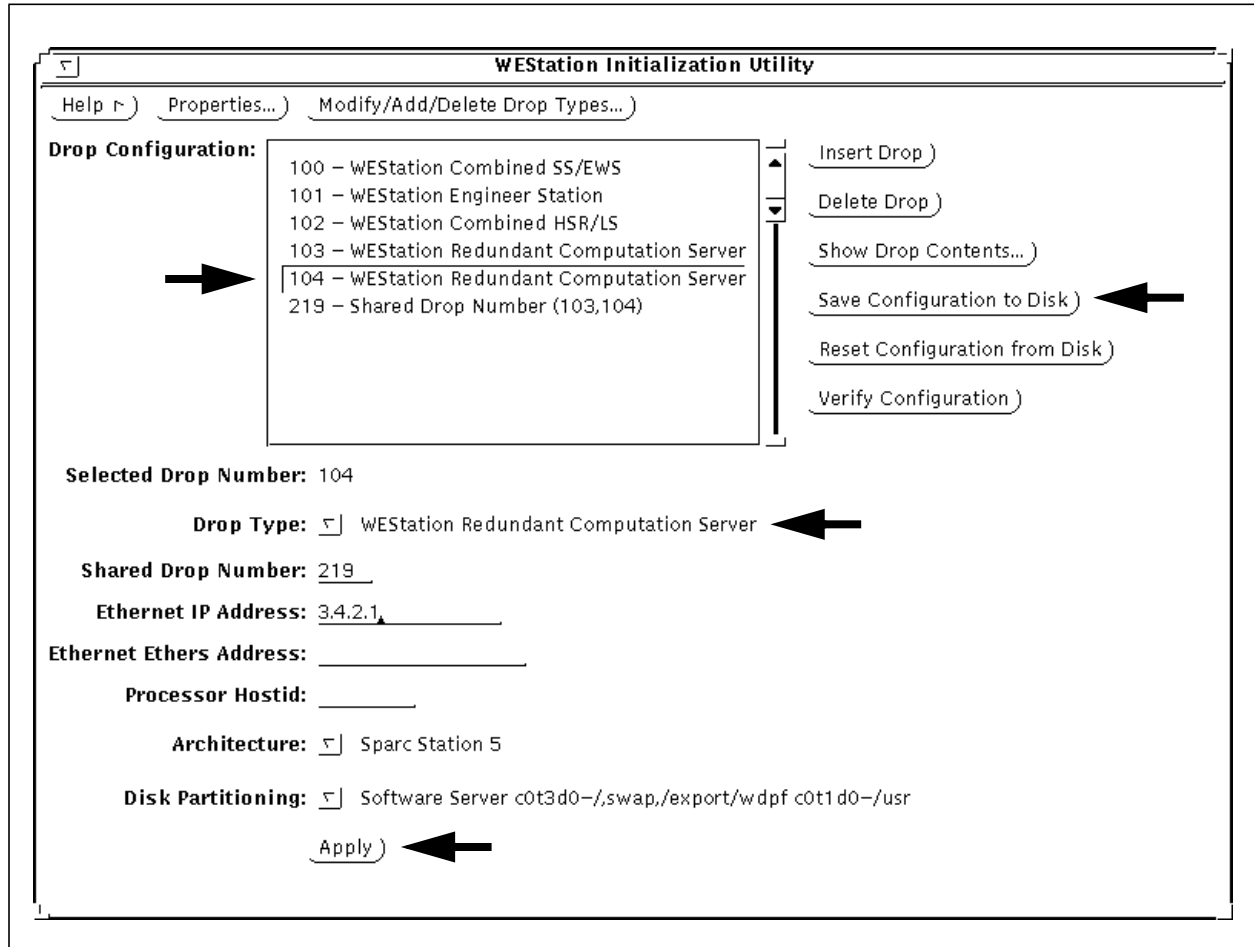 WEStation Initialization Utility
Help Properties... Modify/Add/Delete Drop Types...
Drop Configuration:
100 – WEStation Combined SS/EWS
101 – WEStation Engineer Station
102 – WEStation Combined HSR/LS
103 – WEStation Redundant Computation Server
104 – WEStation Redundant Computation Server
219 – Shared Drop Number (103,104)
Insert Drop
Delete Drop
Show Drop Contents...
Save Configuration to Disk
Reset Configuration from Disk
Verify Configuration
Selected Drop Number: 104
Drop Type: WEStation Redundant Computation Server
Shared Drop Number: 219
Ethernet IP Address: 3.4.2.1
Ethernet Ethers Address:
Processor Hostid:
Architecture: Sparc Station 5
Disk Partitioning: Software Server c0t3d0–/,swap,/export/wdpf c0t1d0–/usr
Apply